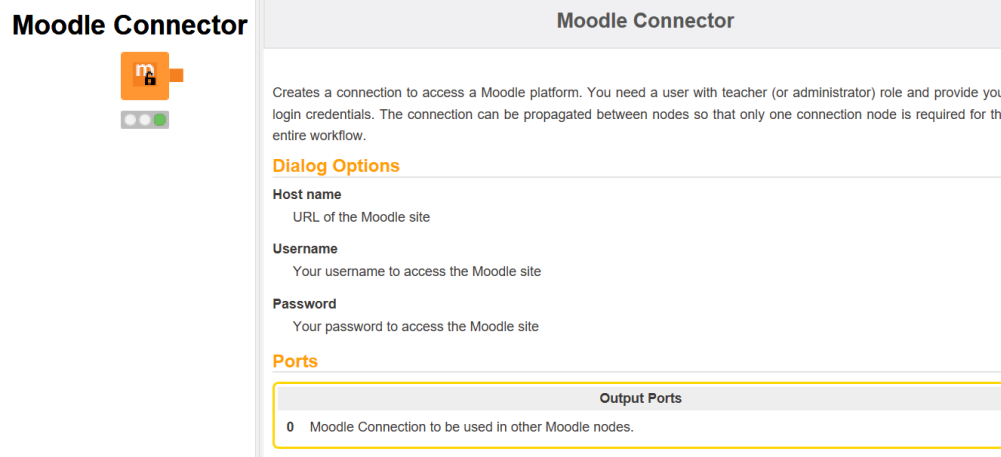 Moodle Connector
m
Moodle Connector
Creates a connection to access a Moodle platform. You need a user with teacher (or administrator) role and provide you
login credentials. The connection can be propagated between nodes so that only one connection node is required for th
entire workflow.
Dialog Options
Host name
URL of the Moodle site
Username
Your username to access the Moodle site
Password
Your password to access the Moodle site
Ports
Output Ports
0 Moodle Connection to be used in other Moodle nodes.